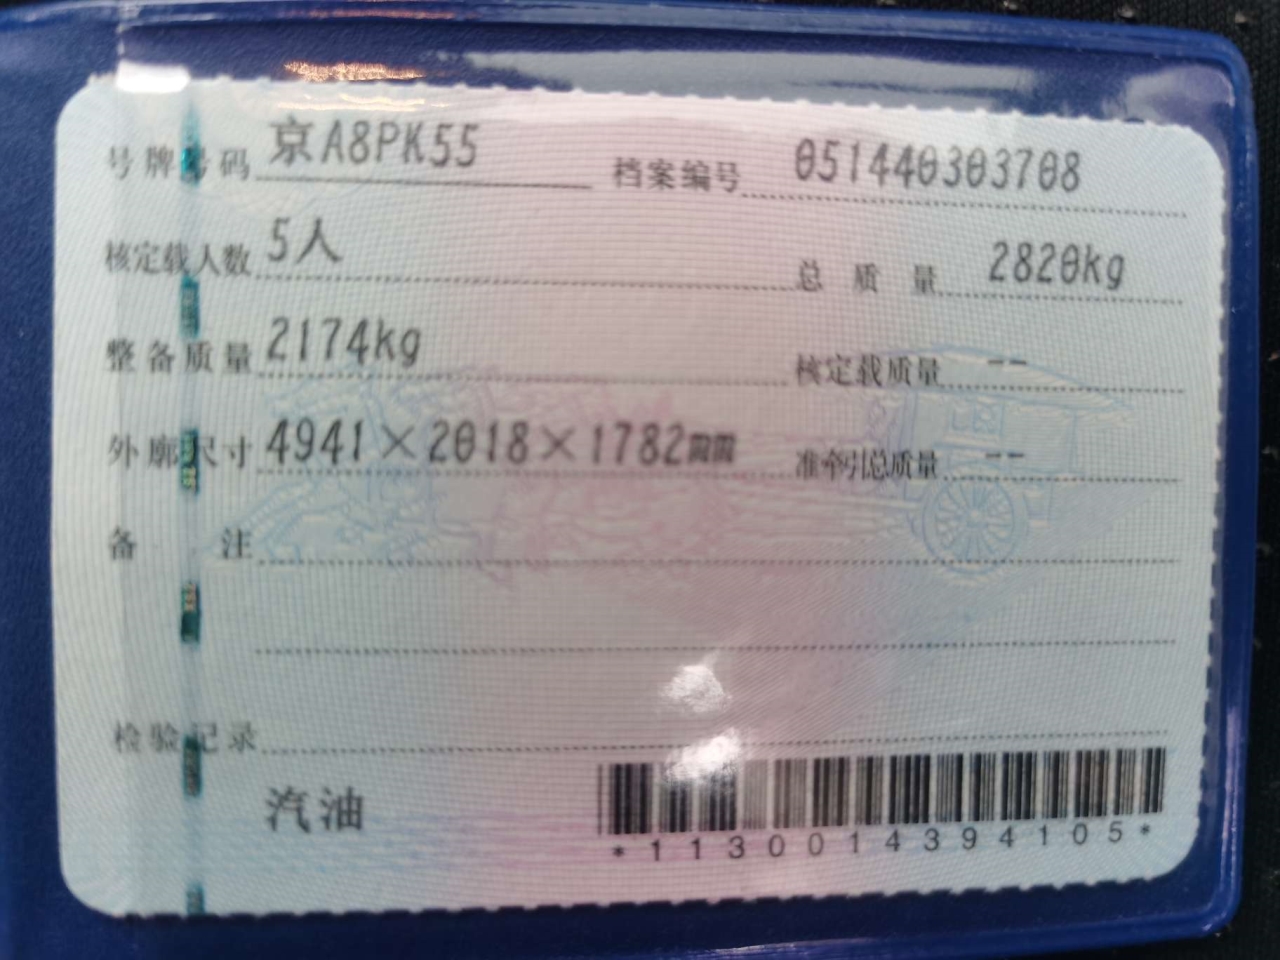 号牌号码 京A8PK55 档案编号 051440303708
核定载人数 5人 总质量 2820kg
整备质量 2174kg 核定载质量 --
外廓尺寸 4941×2018×1782mm 准牵引总质量 --
备注
检验记录
汽油
*1130014394105*